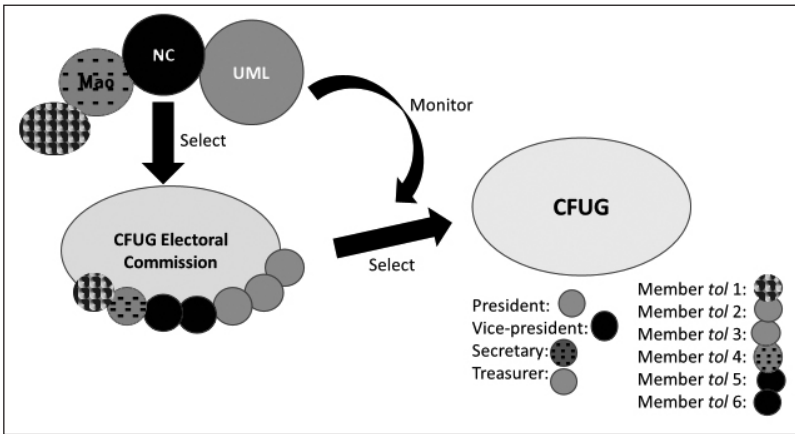 NC
Mao
UML
Monitor
Select
CFUG Electoral
Commission
Select
CFUG
President:
Vice-president:
Secretary:
Treasurer:
Member tol 1:
Member tol 2:
Member tol 3:
Member tol 4:
Member tol 5:
Member tol 6: